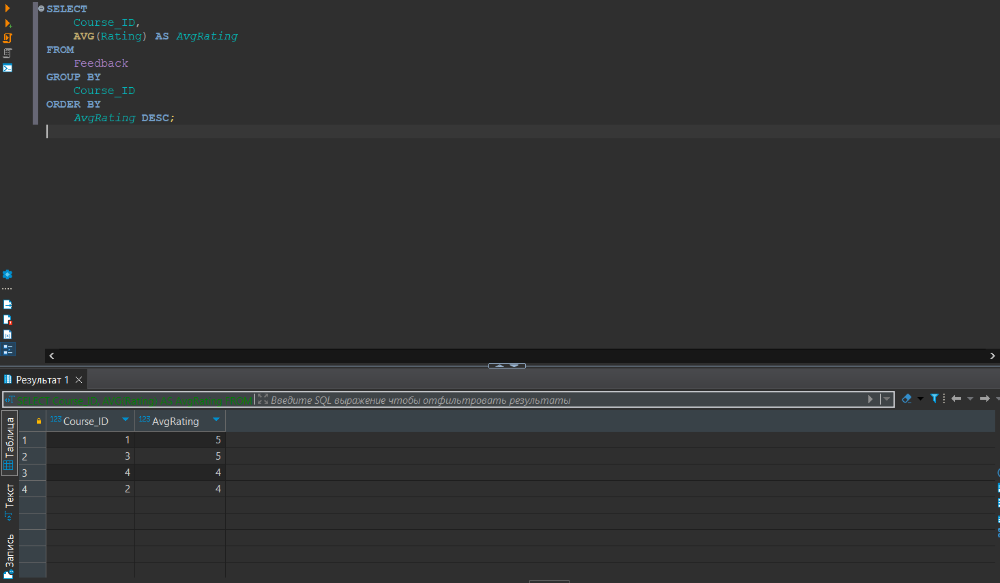 SELECT
Course_ID,
AVG(Rating) AS AvgRating
FROM
Feedback
GROUP BY
Course_ID
ORDER BY
AvgRating DESC;
Результат 1
SELECT Course_ID, AVG(Rating) AS AvgRating FROM
Введите SQL выражение чтобы отфильтровать результаты
Таблица
Текст
Запись
123 Course_ID 123 AvgRating
1 1 5
2 3 5
3 4 4
4 2 4